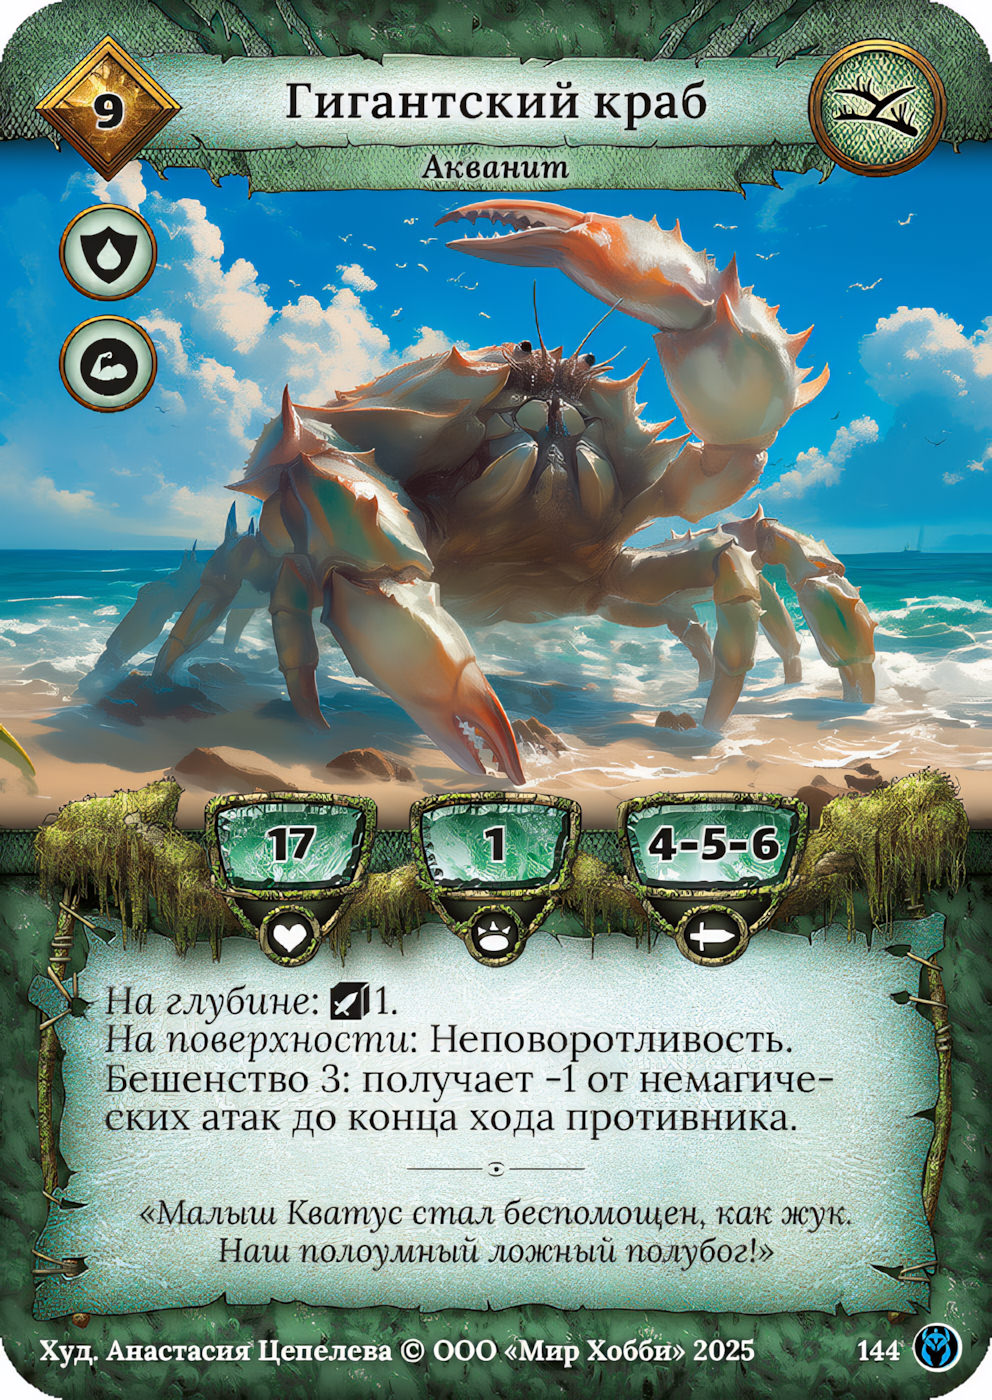 9
Гигантский краб
Акванит
17
1
4-5-6
На глубине: 1.
На поверхности: Неповоротливость.
Бешенство 3: получает -1 от немагиче-
ских атак до конца хода противника.
«Малыш Кватус стал беспомощен, как жук.
Наш полоумный ложный полубог!»
Худ. Анастасия Цепелева © ООО «Мир Хобби» 2025
144